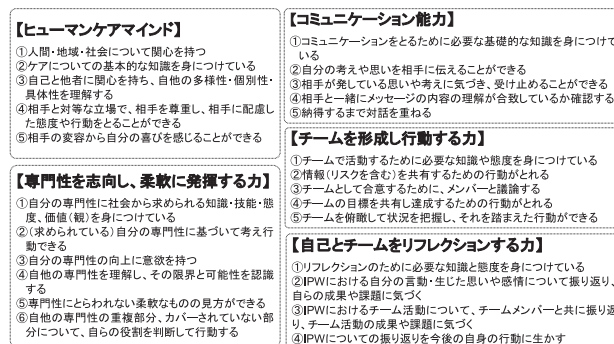 【ヒューマンケアマインド】
①人間・地域・社会について関心を持つ
②ケアについての基本的な知識を身につけている
③自己と他者に関心を持ち、自他の多様性・個別性・
具体性を理解する
④相手と対等な立場で、相手を尊重し、相手に配慮し
た態度や行動をとることができる
⑤相手の変容から自分の喜びを感じることができる
【専門性を志向し、柔軟に発揮する力】
①自分の専門性に社会から求められる知識・技能・態
度、価値(観)を身につけている
②(求められている)自分の専門性に基づいて考え行
動できる
③自分の専門性の向上に意欲を持つ
④自他の専門性を理解し、その限界と可能性を認識
する
⑤専門性にとらわれない柔軟なものの見方ができる
⑥自他の専門性の重複部分、カバーされていない部
分について、自らの役割を判断して行動する
【コミュニケーション能力】
①コミュニケーションをとるために必要な基礎的な知識を身につけて
いる
②自分の考えや思いを相手に伝えることができる
③相手が発している思いや考えに気づき、受け止めることができる
④相手と一緒にメッセージの内容の理解が合致しているか確認する
⑤納得するまで対話を重ねる
【チームを形成し行動する力】
①チームで活動するために必要な知識や態度を身につけている
②情報(リスクを含む)を共有するための行動がとれる
③チームとして合意するために、メンバーと議論する
④チームの目標を共有し達成するための行動がとれる
⑤チームを俯瞰して状況を把握し、それを踏まえた行動ができる
【自己とチームをリフレクションする力】
①リフレクションのために必要な知識と態度を身につけている
②IPWにおける自分の言動・生じた思いや感情について振り返り、
自らの成果や課題に気づく
③IPWにおけるチーム活動について、チームメンバーと共に振り返
り、チーム活動の成果や課題に気づく
④IPWについての振り返りを今後の自身の行動に生かす